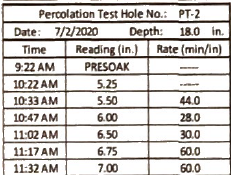 Percolation Test Hole No.: PT-2
Date: 7/2/2020 Depth: 18.0 in.
Time Reading (in.) Rate (min/in)
9:22 AM PRESOAK ----
10:22 AM 5.25 ----
10:33 AM 5.50 44.0
10:47 AM 6.00 28.0
11:02 AM 6.50 30.0
11:17 AM 6.75 60.0
11:32 AM 7.00 60.0